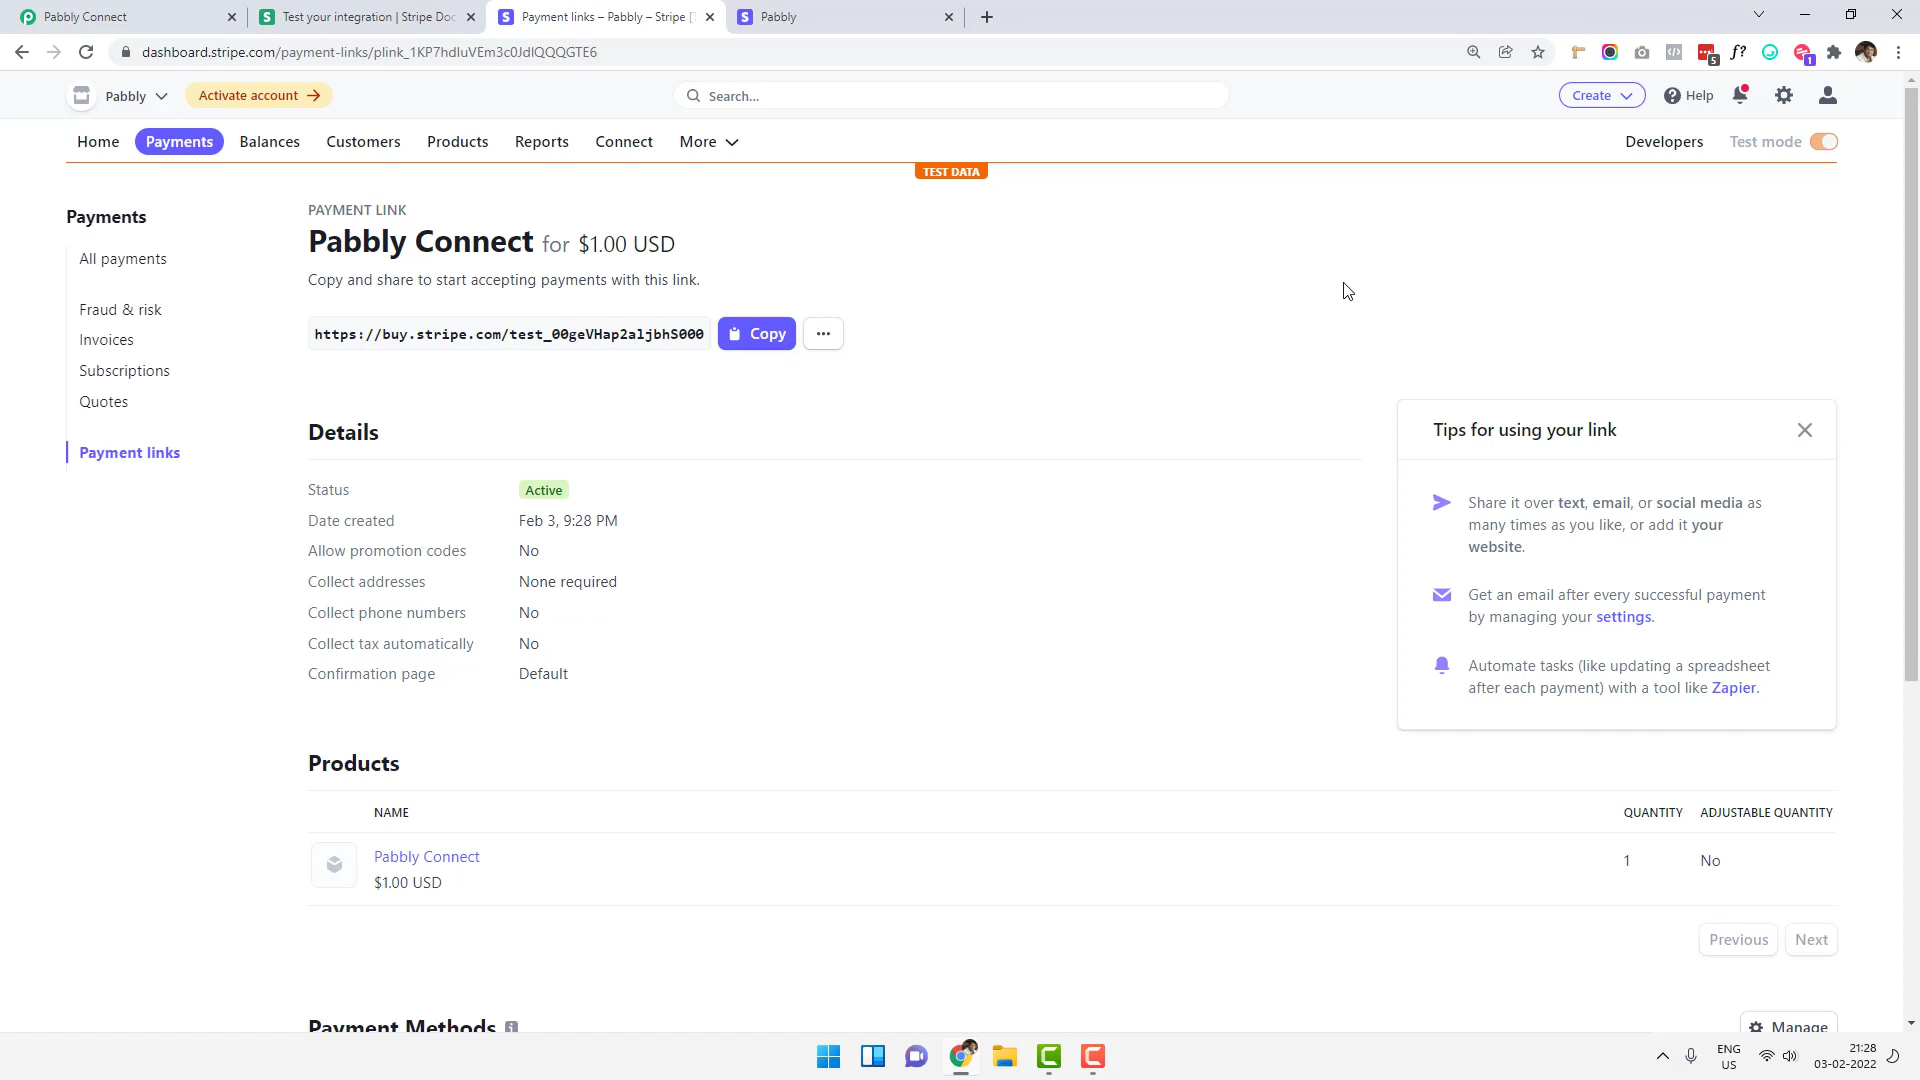 Pabbly Connect
Test your integration | Stripe Doc
Payment links – Pabbly – Stripe [
Pabbly
dashboard.stripe.com/payment-links/plink_1KP7hdIuVEm3c0JdIQQQGTE6
5
f?
1
Pabbly
Activate account
Search...
Create
Help
Home
Payments
Balances
Customers
Products
Reports
Connect
More
Developers
Test mode
TEST DATA
Payments
All payments
Fraud & risk
Invoices
Subscriptions
Quotes
Payment links
PAYMENT LINK
Pabbly Connect for $1.00 USD
Copy and share to start accepting payments with this link.
https://buy.stripe.com/test_00geVHap2aljbhS000
Copy
Details
Status Active
Date created Feb 3, 9:28 PM
Allow promotion codes No
Collect addresses None required
Collect phone numbers No
Collect tax automatically No
Confirmation page Default
Tips for using your link
Share it over text, email, or social media as
many times as you like, or add it your
website.
Get an email after every successful payment
by managing your settings.
Automate tasks (like updating a spreadsheet
after each payment) with a tool like Zapier.
Products
NAME QUANTITY ADJUSTABLE QUANTITY
Pabbly Connect 1 No
$1.00 USD
Previous
Next
Payment Methods
Manage
ENG
US
21:28
03-02-2022